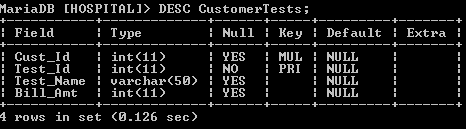 MariaDB [HOSPITAL]> DESC CustomerTests;
+-----------+-------------+------+-----+---------+-------+
| Field     | Type        | Null | Key | Default | Extra |
+-----------+-------------+------+-----+---------+-------+
| Cust_Id   | int(11)     | YES  | MUL | NULL    |       |
| Test_Id   | int(11)     | NO   | PRI | NULL    |       |
| Test_Name | varchar(50) | YES  |     | NULL    |       |
| Bill_Amt  | int(11)     | YES  |     | NULL    |       |
+-----------+-------------+------+-----+---------+-------+
4 rows in set (0.126 sec)